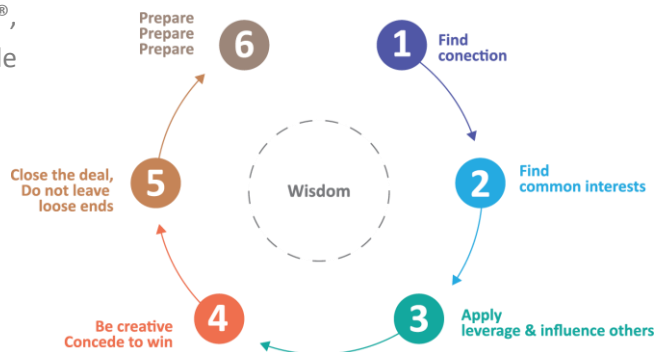 ®,
1
Find
conection
2
Find
common interests
3
Apply
leverage & influence others
4
Be creative
Concede to win
5
Close the deal,
Do not leave
loose ends
6
Prepare
Prepare
Prepare
Wisdom